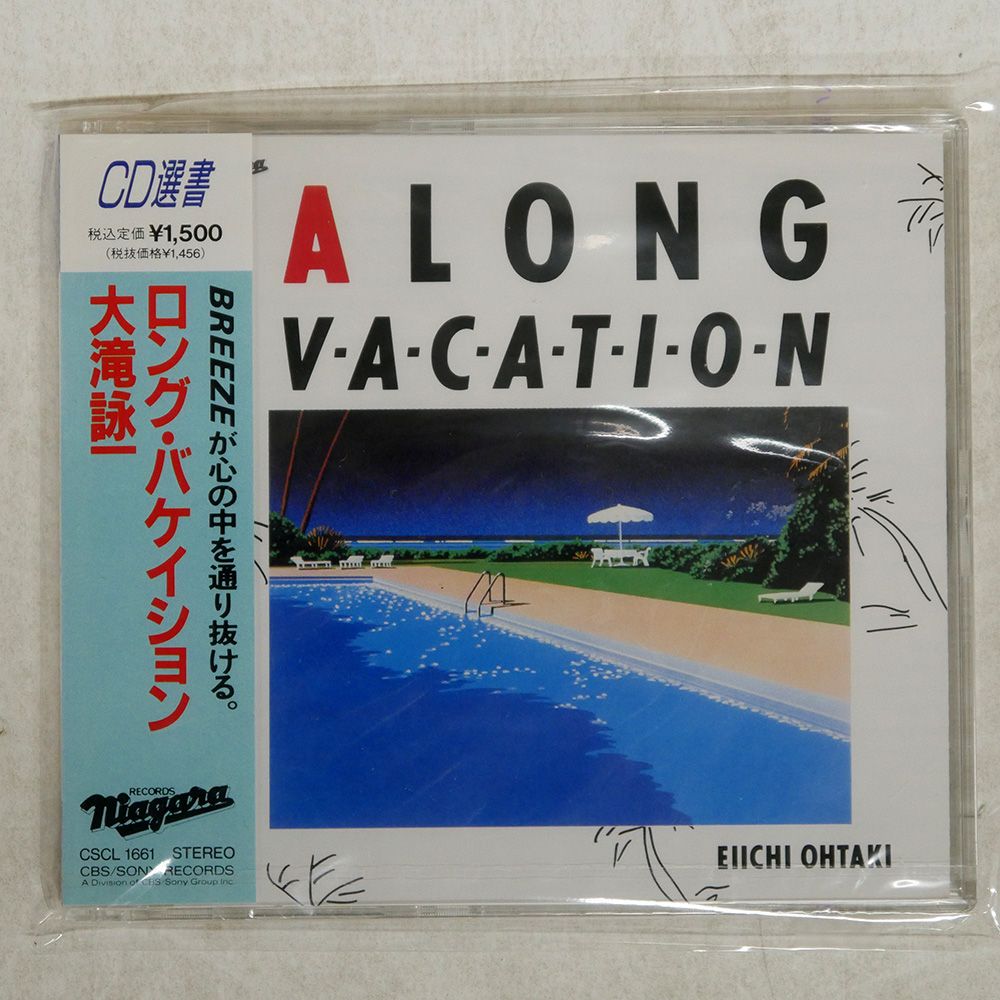 CD選書
税込定価 ¥1,500
(税抜価格¥1,456)
BREEZEが心の中を通り抜ける。
ロング・バケイション
大滝詠一
RECORDS
Niagara
CSCL 1661 STEREO
CBS/SONY RECORDS
A Division of CBS/Sony Group Inc.
A LONG
V·A·C·A·T·I·O·N
EIICHI OHTAKI